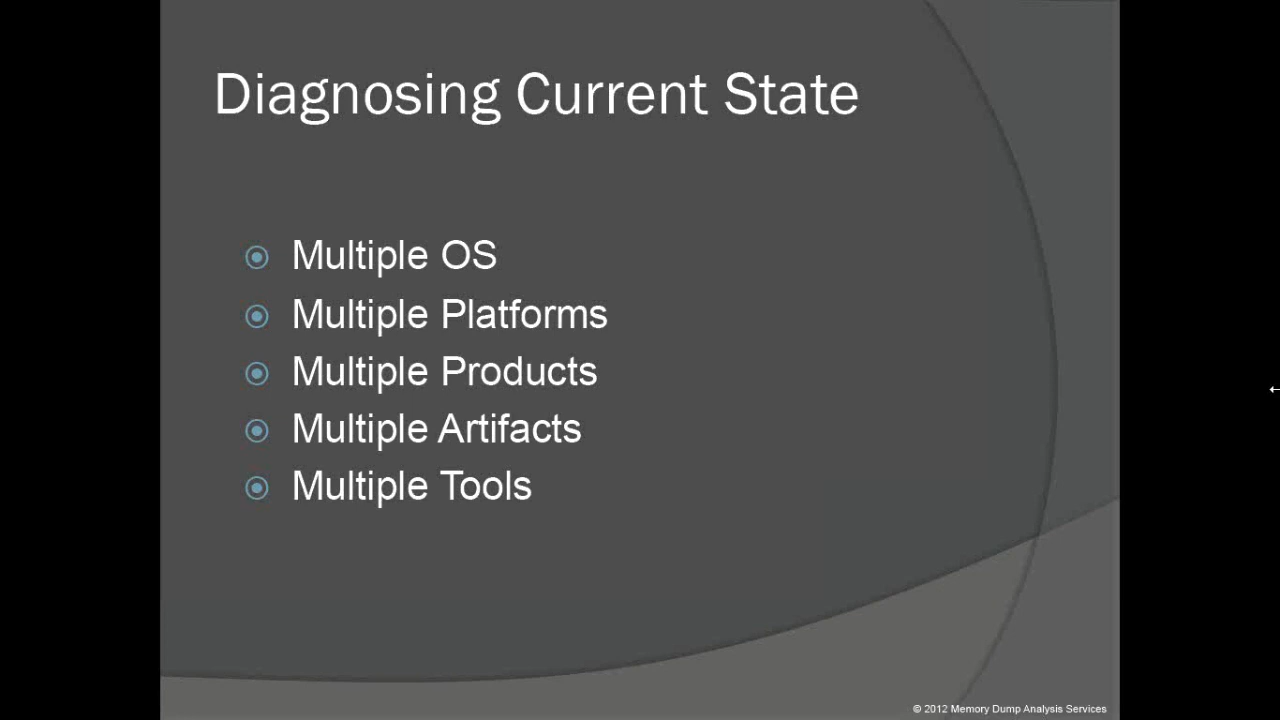 Diagnosing Current State
Multiple OS
Multiple Platforms
Multiple Products
Multiple Artifacts
Multiple Tools
© 2012 Memory Dump Analysis Services